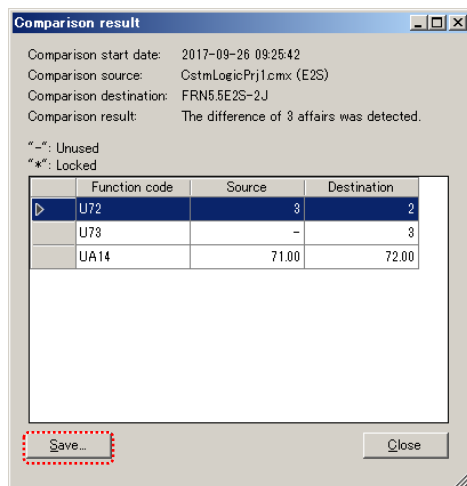 Comparison result
Comparison start date: 2017-09-26 09:25:42
Comparison source: CstmLogicPrj1.cmx (E2S)
Comparison destination: FRN5.5E2S-2J
Comparison result: The difference of 3 affairs was detected.
"-": Unused
"*": Locked
Function code Source Destination
U72 3 2
U73 - 3
UA14 71.00 72.00
Save... Close